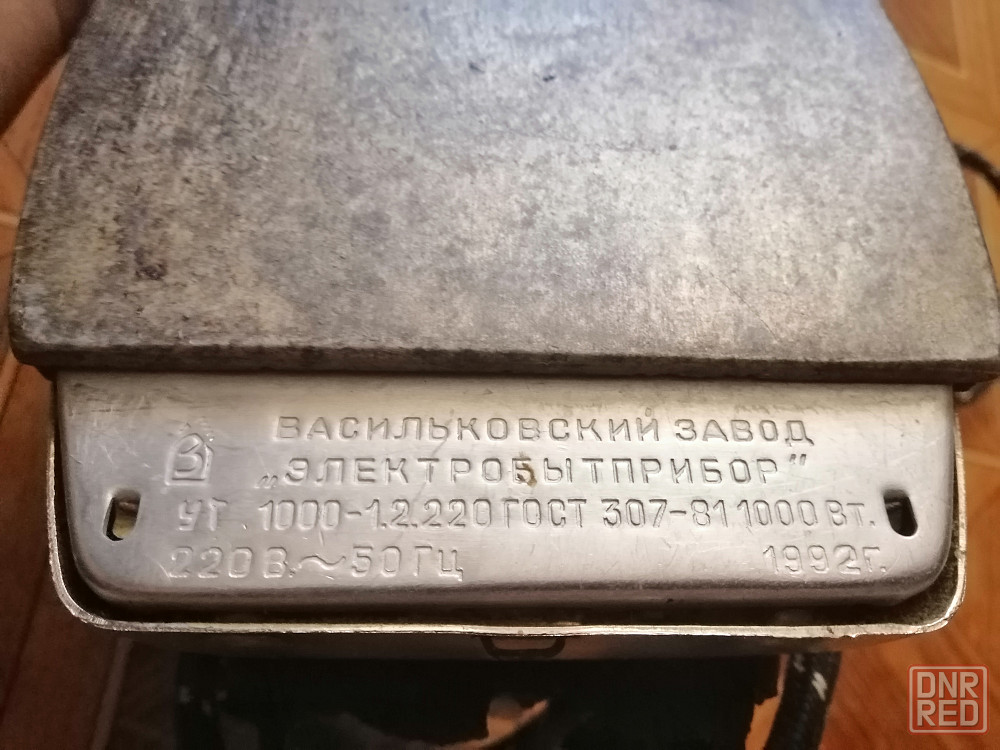 ВАСИЛЬКОВСКИЙ ЗАВОД
„ЭЛЕКТРОБЫТПРИБОР"
УТ 1000-1.2.220 ГОСТ 307-81 1000 Вт.
220 В.~50 ГЦ 1992г.
DNR
RED